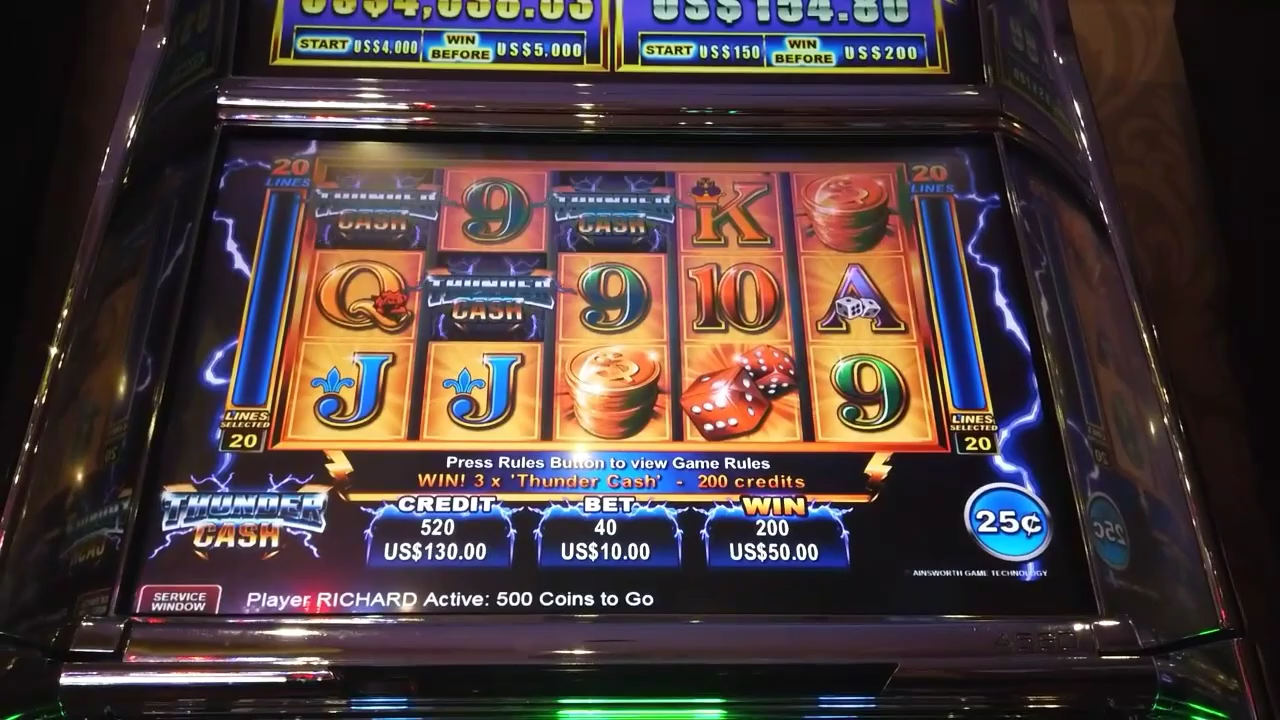 US$4,038.03 US$154.80
START US$4,000 WIN BEFORE US$5,000 START US$150 WIN BEFORE US$200
20 LINES 20 LINES
THUNDER CASH 9 THUNDER CASH K
Q THUNDER CASH 9 10 A
J J 9
LINES SELECTED 20 LINES SELECTED 20
Press Rules Button to view Game Rules
WIN! 3 x 'Thunder Cash' - 200 credits
THUNDER CASH
CREDIT BET WIN
520 40 200
US$130.00 US$10.00 US$50.00
25¢
AINSWORTH GAME TECHNOLOGY
SERVICE WINDOW
Player RICHARD Active: 500 Coins to Go